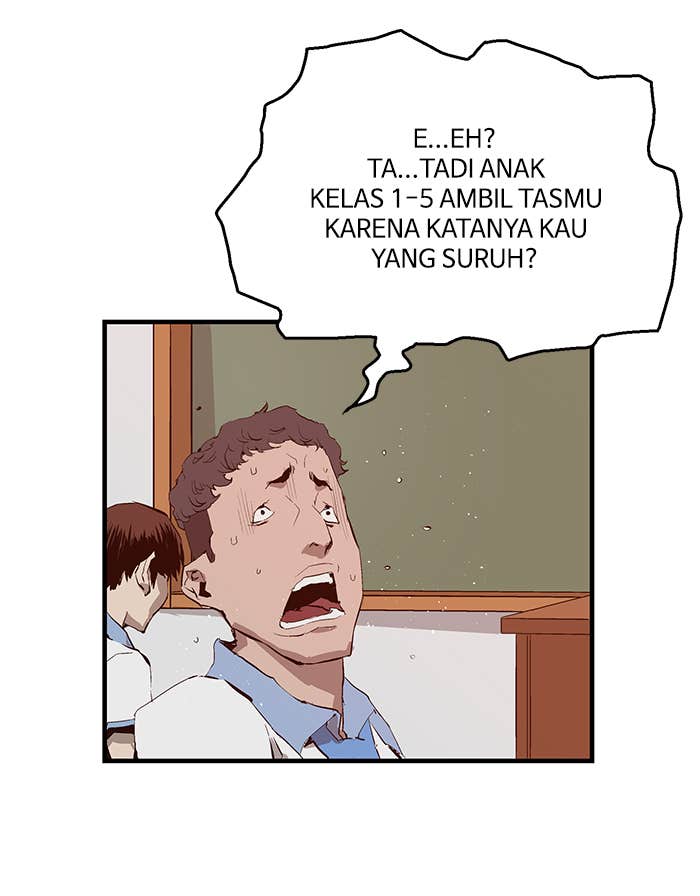 E...EH?
TA...TADI ANAK
KELAS 1-5 AMBIL TASMU
KARENA KATANYA KAU
YANG SURUH?